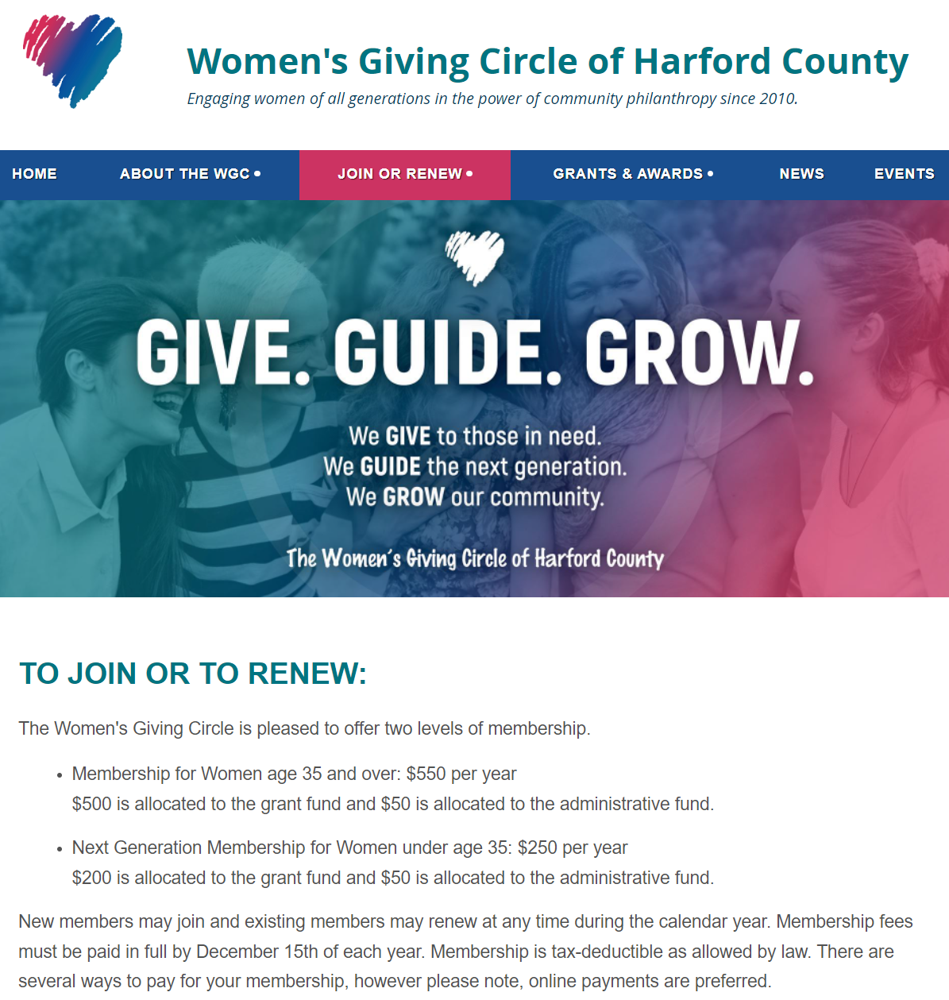 Women's Giving Circle of Harford County
Engaging women of all generations in the power of community philanthropy since 2010.
HOME ABOUT THE WGC • JOIN OR RENEW • GRANTS & AWARDS • NEWS EVENTS
GIVE. GUIDE. GROW.
We GIVE to those in need.
We GUIDE the next generation.
We GROW our community.
The Women's Giving Circle of Harford County
TO JOIN OR TO RENEW:
The Women's Giving Circle is pleased to offer two levels of membership.
• Membership for Women age 35 and over: $550 per year
$500 is allocated to the grant fund and $50 is allocated to the administrative fund.
• Next Generation Membership for Women under age 35: $250 per year
$200 is allocated to the grant fund and $50 is allocated to the administrative fund.
New members may join and existing members may renew at any time during the calendar year. Membership fees
must be paid in full by December 15th of each year. Membership is tax-deductible as allowed by law. There are
several ways to pay for your membership, however please note, online payments are preferred.